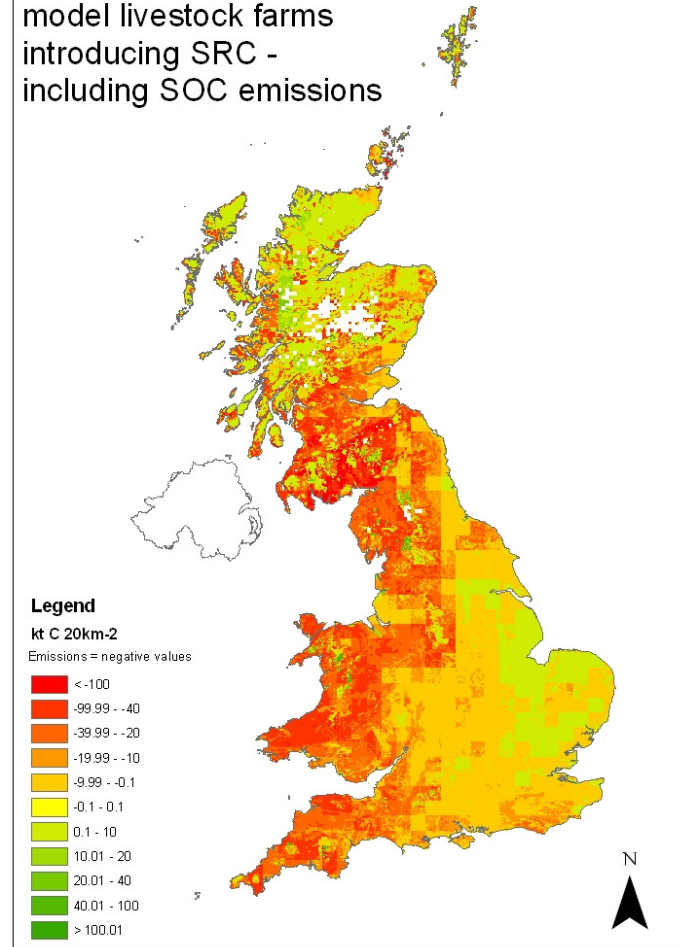 model livestock farms
introducing SRC -
including SOC emissions
Legend
kt C 20km-2
Emissions = negative values
< -100
-99.99 - -40
-39.99 - -20
-19.99 - -10
-9.99 - -0.1
-0.1 - 0.1
0.1 - 10
10.01 - 20
20.01 - 40
40.01 - 100
> 100.01
N